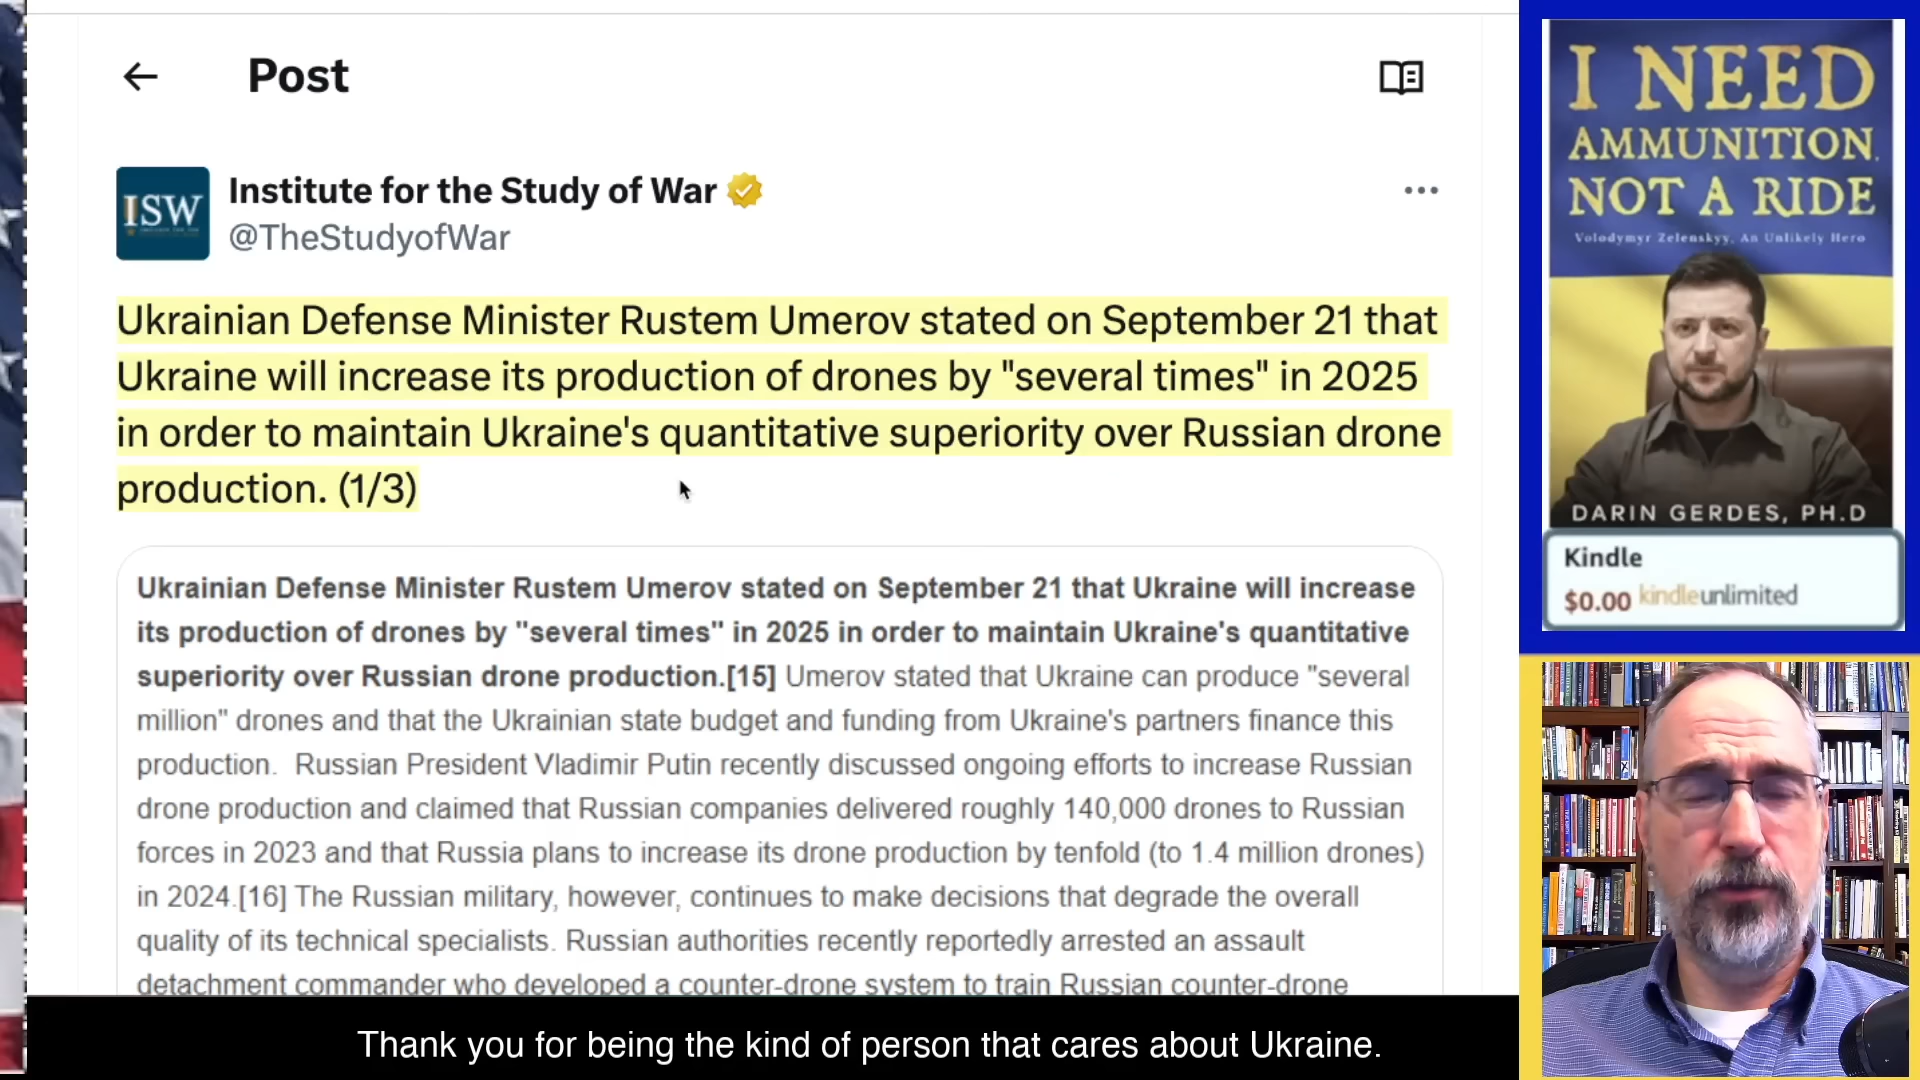 Post
ISW
Institute for the Study of War
@TheStudyofWar
Ukrainian Defense Minister Rustem Umerov stated on September 21 that
Ukraine will increase its production of drones by "several times" in 2025
in order to maintain Ukraine's quantitative superiority over Russian drone
production. (1/3)
Ukrainian Defense Minister Rustem Umerov stated on September 21 that Ukraine will increase
its production of drones by "several times" in 2025 in order to maintain Ukraine's quantitative
superiority over Russian drone production.[15] Umerov stated that Ukraine can produce "several
million" drones and that the Ukrainian state budget and funding from Ukraine's partners finance this
production. Russian President Vladimir Putin recently discussed ongoing efforts to increase Russian
drone production and claimed that Russian companies delivered roughly 140,000 drones to Russian
forces in 2023 and that Russia plans to increase its drone production by tenfold (to 1.4 million drones)
in 2024.[16] The Russian military, however, continues to make decisions that degrade the overall
quality of its technical specialists. Russian authorities recently reportedly arrested an assault
detachment commander who developed a counter-drone system to train Russian counter-drone
Thank you for being the kind of person that cares about Ukraine.
I NEED
AMMUNITION,
NOT A RIDE
Volodymyr Zelenskyy, An Unlikely Hero
DARIN GERDES, PH.D
Kindle
$0.00 kindleunlimited